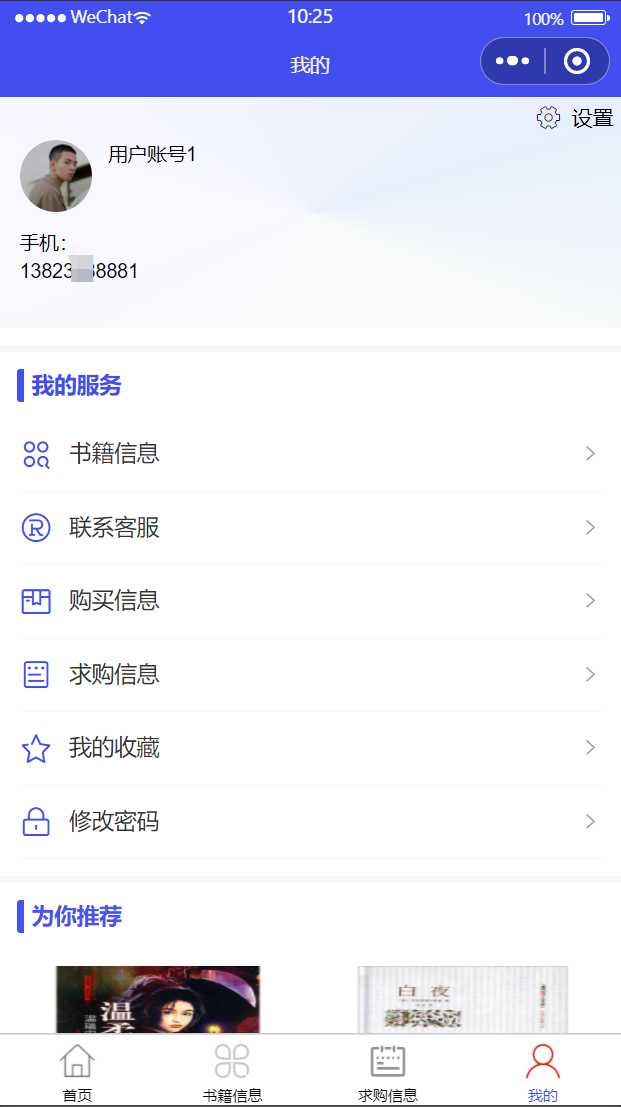 WeChat 10:25 100%
我的
设置
用户账号1
手机：
13823 88881
我的服务
书籍信息
联系客服
购买信息
求购信息
我的收藏
修改密码
为你推荐
温柔
温瑞
白夜
首页 书籍信息 求购信息 我的